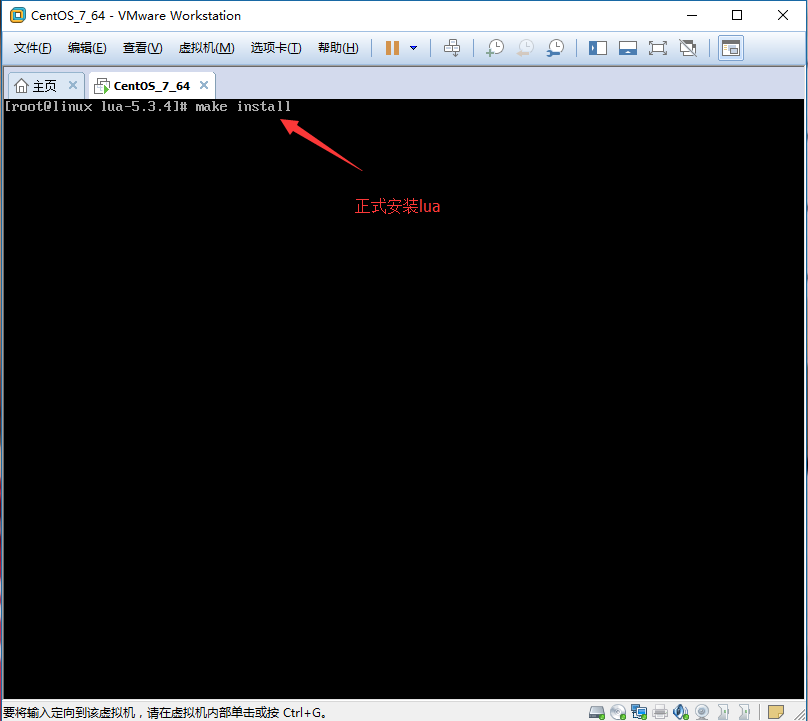 CentOS_7_64 - VMware Workstation
文件(F) 编辑(E) 查看(V) 虚拟机(M) 选项卡(T) 帮助(H)
主页 CentOS_7_64
[root@linux lua-5.3.4]# make install
正式安装lua
要将输入定向到该虚拟机，请在虚拟机内部单击或按 Ctrl+G。